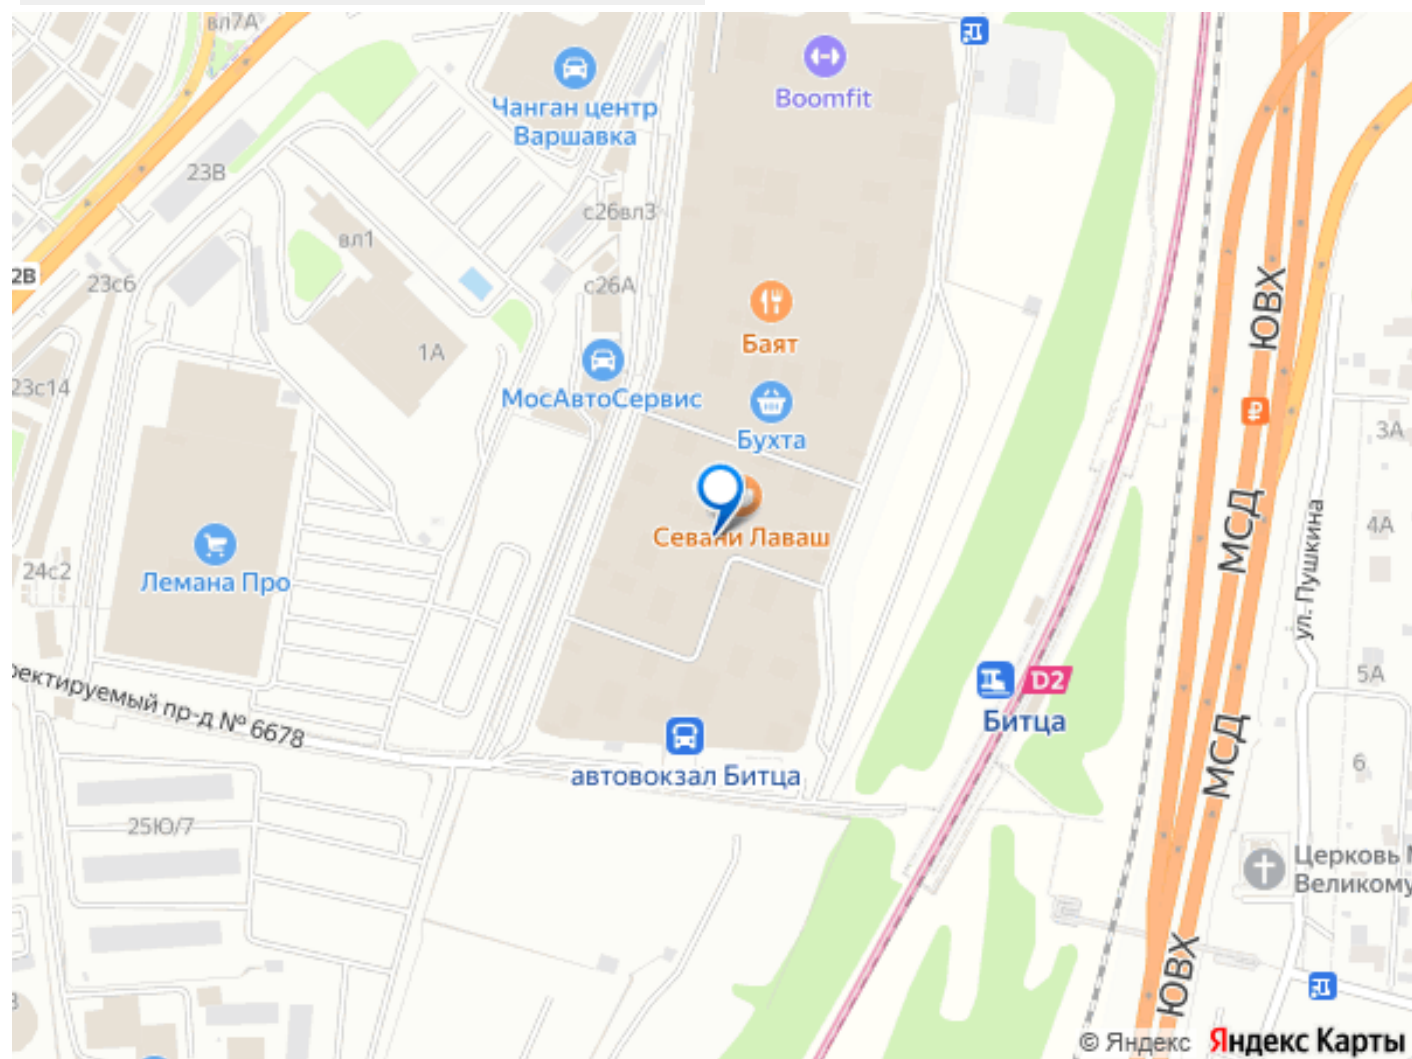 вл7А
Чанган центр
Варшавка
Boomfit
23В
с26вл3
вл1
2В
23с6
с26А
Баят
1А
23с14
МосАвтоСервис
Бухта
ЮВХ
3А
Севани Лаваш
МСД
4А
ул. Пушкина
Лемана Про
24с2
D2
Битца
5А
ректируемый пр-д № 6678
автовокзал Битца
МСД
6
25Ю/7
Церковь
Великому
ЮВХ
© Яндекс Яндекс Карты